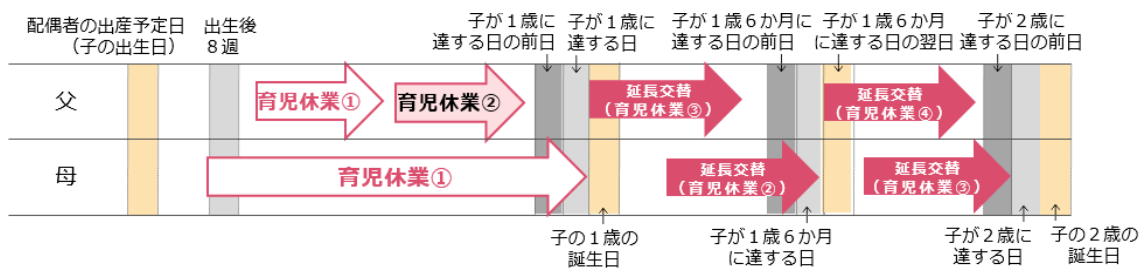 配偶者の出産予定日
（子の出生日）
出生後
８週
子が１歳に
達する日の前日
子が１歳に
達する日
子が１歳６か月に
達する日の前日
子が１歳６か月
に達する日の翌日
子が２歳に
達する日の前日
父
育児休業①
育児休業②
延長交替
（育児休業③）
延長交替
（育児休業④）
母
育児休業①
延長交替
（育児休業②）
延長交替
（育児休業③）
子の１歳の
誕生日
子が１歳６か月
に達する日
子が２歳に
達する日
子の２歳の
誕生日